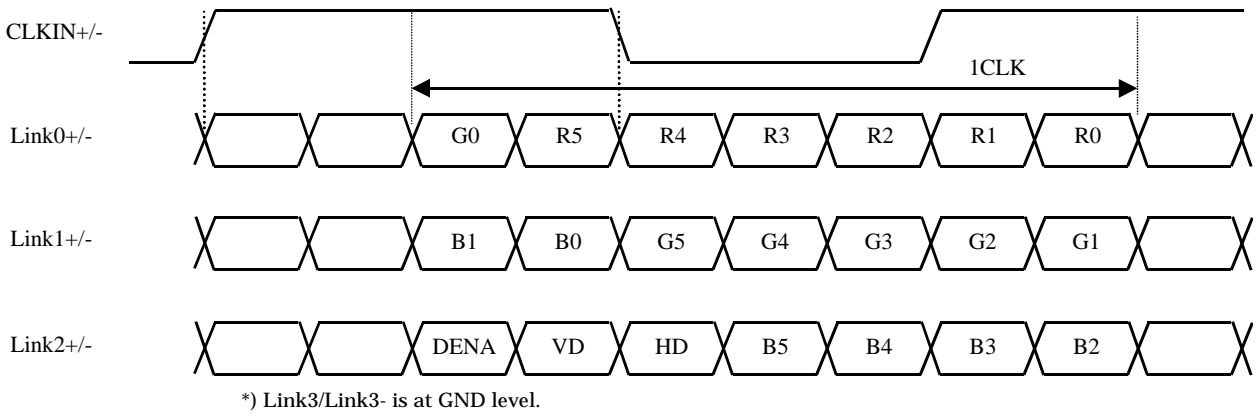 CLKIN+/-
1CLK
Link0+/- G0 R5 R4 R3 R2 R1 R0
Link1+/- B1 B0 G5 G4 G3 G2 G1
Link2+/- DENA VD HD B5 B4 B3 B2
*) Link3/Link3- is at GND level.